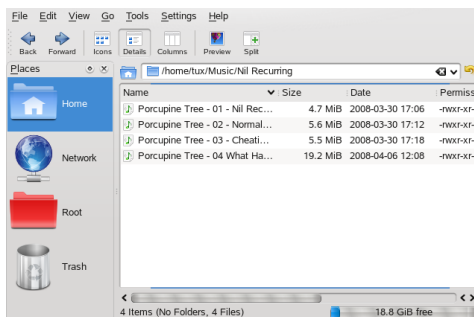 File Edit View Go Tools Settings Help
Back Forward Icons Details Columns Preview Split
Places
/home/tux/Music/Nil Recurring
Name Size Date Permiss
Home
Porcupine Tree - 01 - Nil Rec... 4.7 MiB 2008-03-30 17:06 -rwxr-xr-
Porcupine Tree - 02 - Normal... 5.6 MiB 2008-03-30 17:12 -rwxr-xr-
Porcupine Tree - 03 - Cheati... 5.5 MiB 2008-03-30 17:18 -rwxr-xr-
Porcupine Tree - 04 What Ha... 19.2 MiB 2008-04-06 12:08 -rwxr-xr-
Network
Root
Trash
4 Items (No Folders, 4 Files) 18.8 GiB free